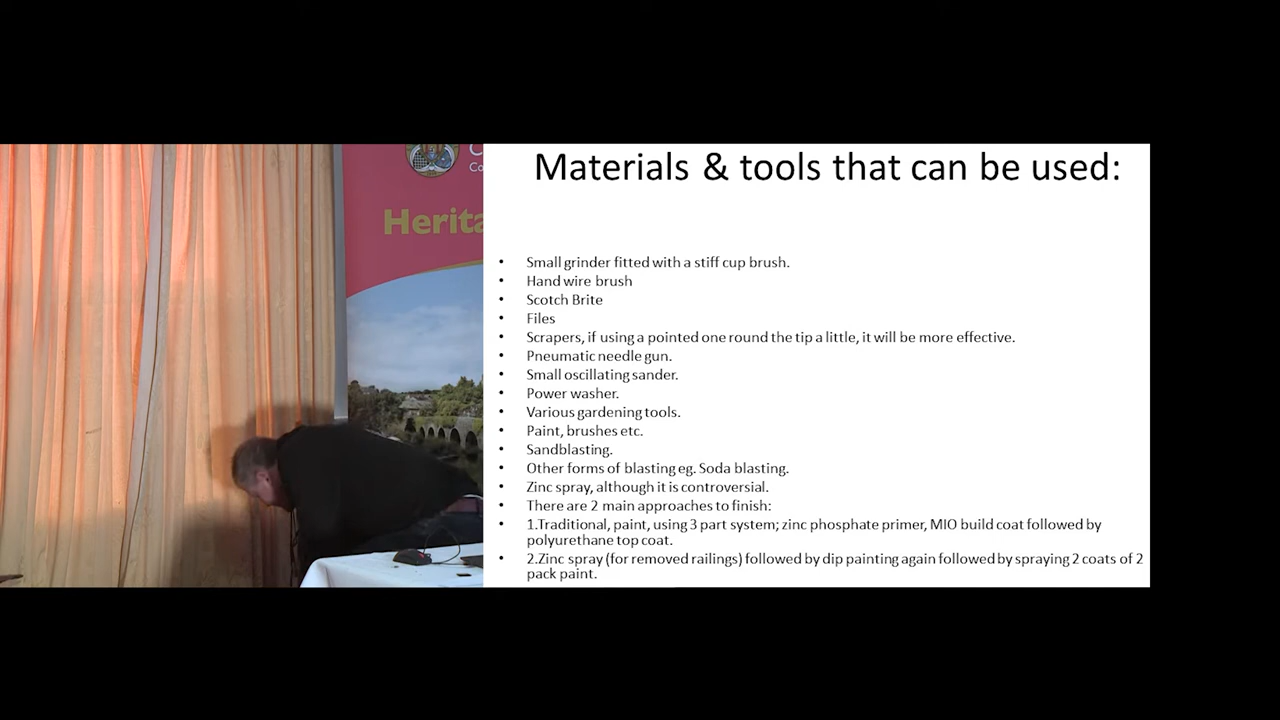 C
Co
Herita
Materials & tools that can be used:
• Small grinder fitted with a stiff cup brush.
• Hand wire brush
• Scotch Brite
• Files
• Scrapers, if using a pointed one round the tip a little, it will be more effective.
• Pneumatic needle gun.
• Small oscillating sander.
• Power washer.
• Various gardening tools.
• Paint, brushes etc.
• Sandblasting.
• Other forms of blasting eg. Soda blasting.
• Zinc spray, although it is controversial.
• There are 2 main approaches to finish:
• 1.Traditional, paint, using 3 part system; zinc phosphate primer, MIO build coat followed by
polyurethane top coat.
• 2.Zinc spray (for removed railings) followed by dip painting again followed by spraying 2 coats of 2
pack paint.